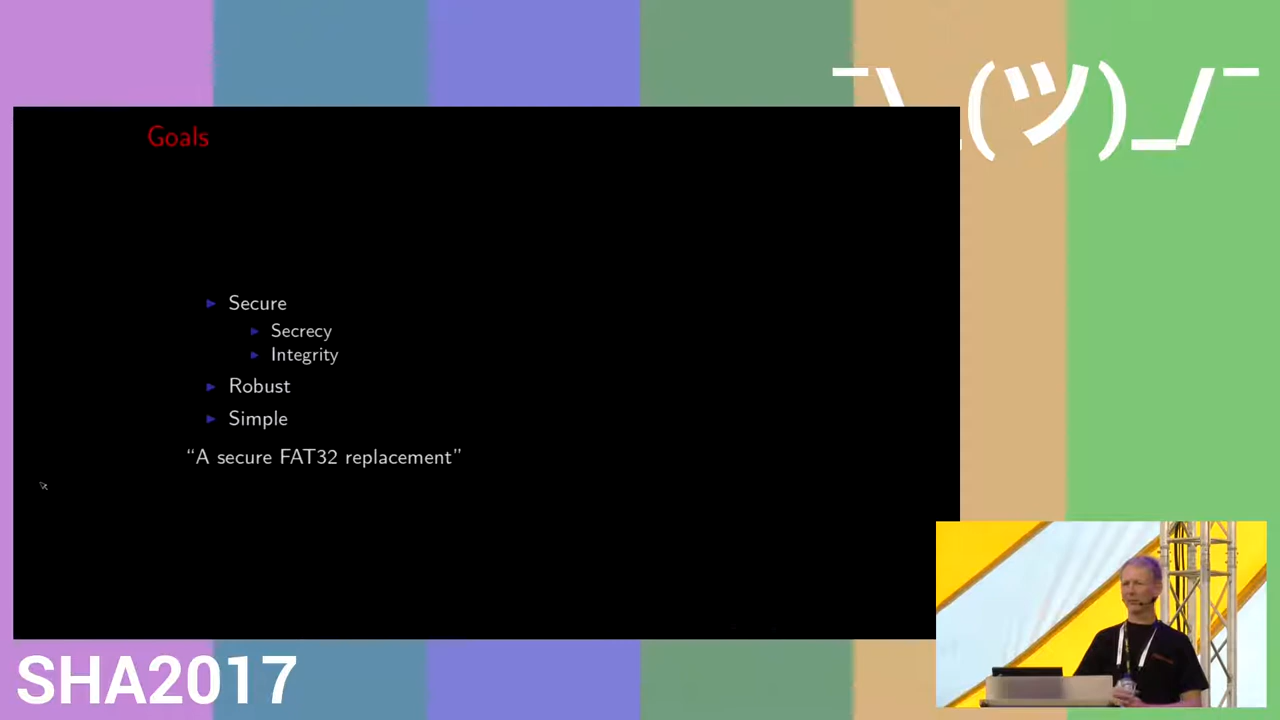 ¯\_(ツ)_/¯
Goals
Secure
Secrecy
Integrity
Robust
Simple
“A secure FAT32 replacement”
SHA2017